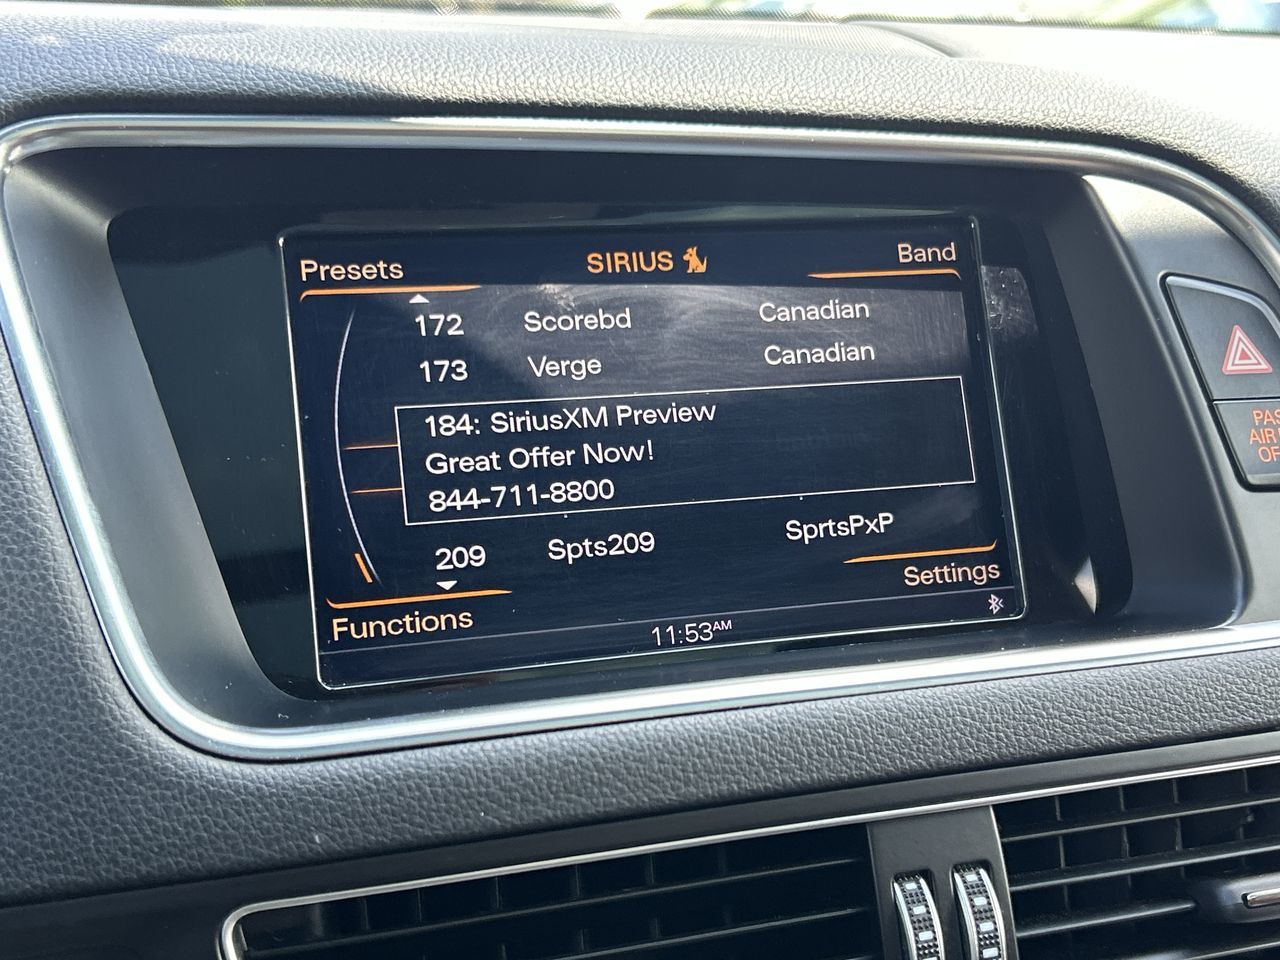 Presets SIRIUS Band
172 Scorebd Canadian
173 Verge Canadian
184: SiriusXM Preview
Great Offer Now!
844-711-8800
209 Spts209 SprtsPxP
Functions Settings
11:53AM